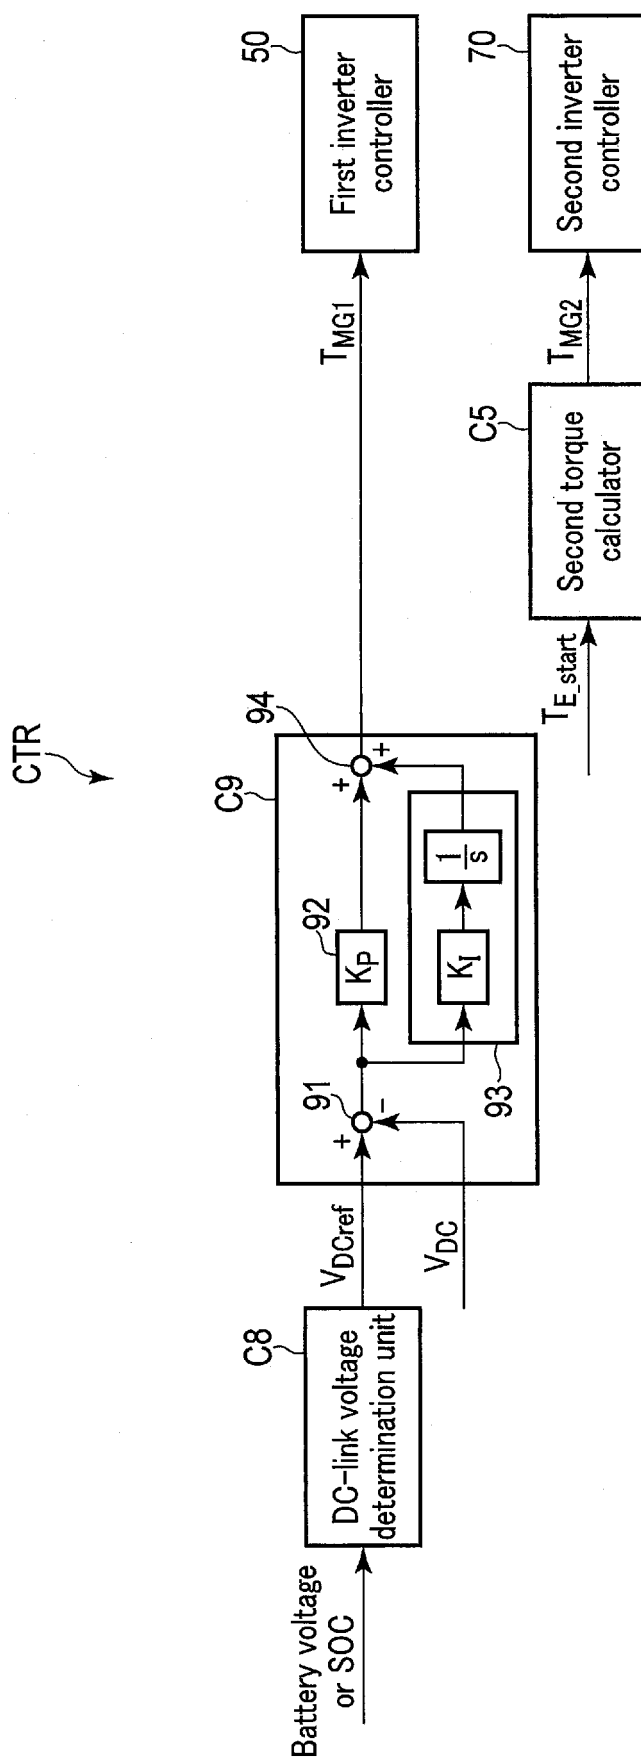 CTR
Battery voltage
or SOC
C8
DC-link voltage
determination unit
VDCref
VDC
C9
91
+
-
92
KP
93
KI
1
s
94
+
+
TMG1
50
First inverter
controller
TE_start
C5
Second torque
calculator
TMG2
70
Second inverter
controller